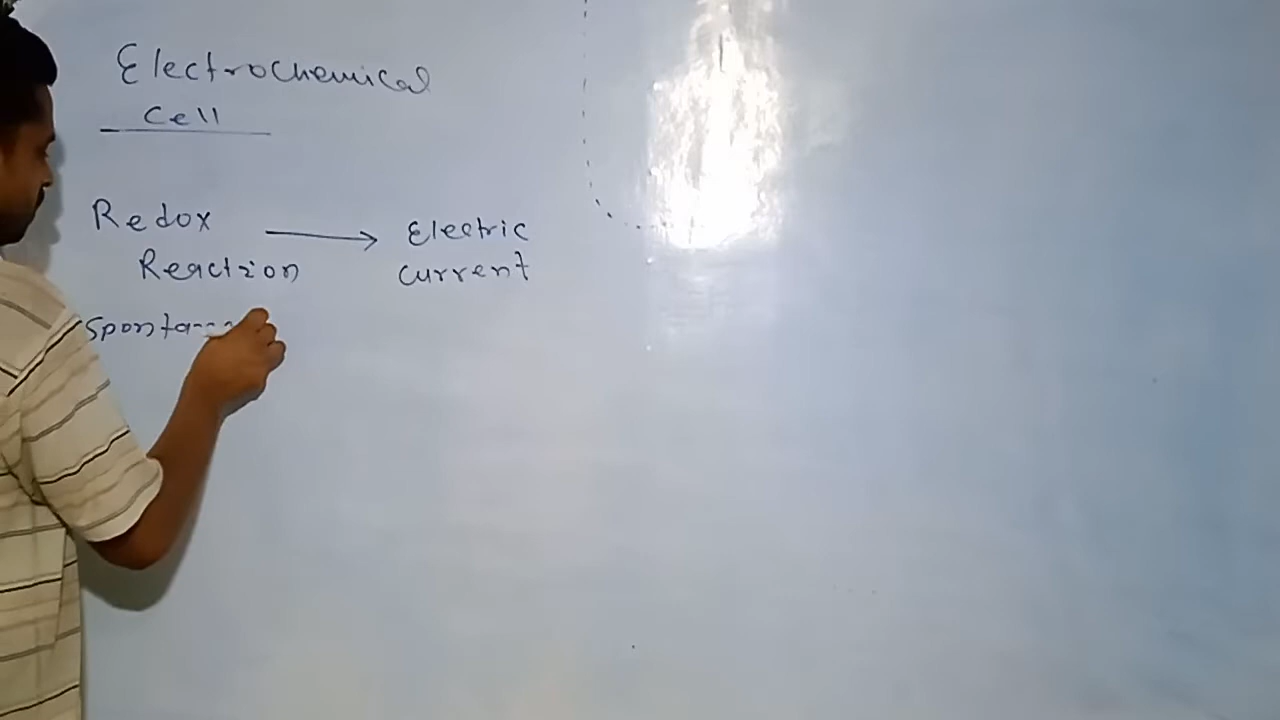 Electrochemical
Cell
Redox → Electric
Reaction current